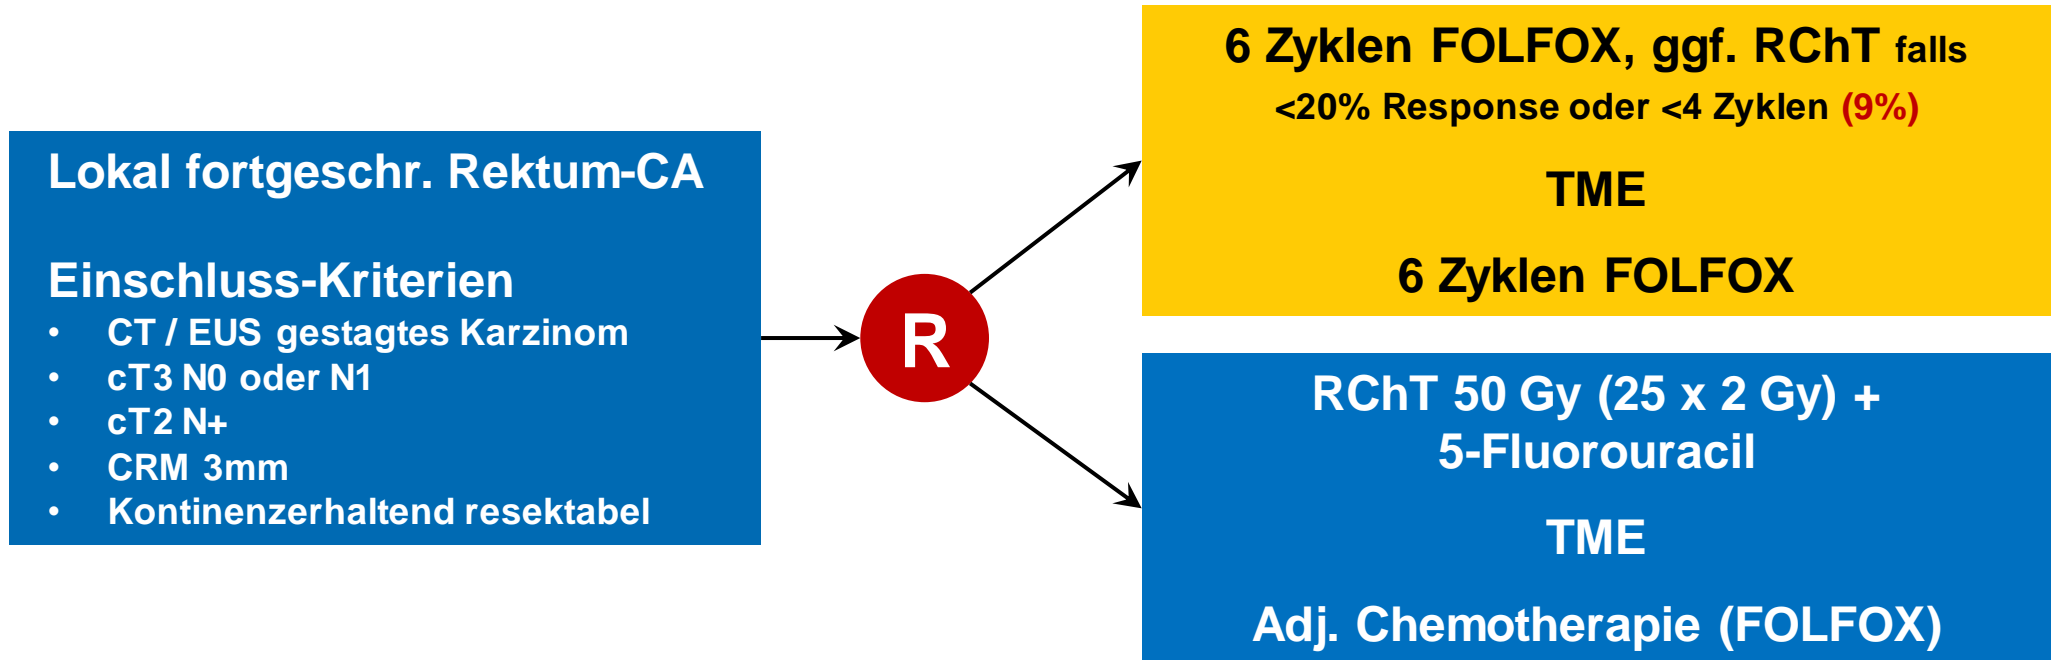 Lokal fortgeschr. Rektum-CA
Einschluss-Kriterien
• CT / EUS gestagtes Karzinom
• cT3 N0 oder N1
• cT2 N+
• CRM 3mm
• Kontinenzerhaltend resektabel
R
6 Zyklen FOLFOX, ggf. RChT falls
<20% Response oder <4 Zyklen (9%)
TME
6 Zyklen FOLFOX
RChT 50 Gy (25 x 2 Gy) +
5-Fluorouracil
TME
Adj. Chemotherapie (FOLFOX)